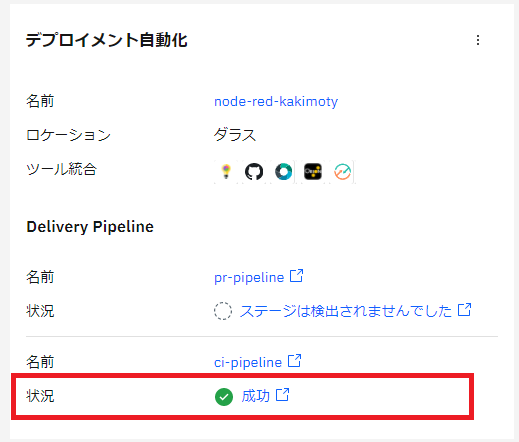 デプロイメント自動化
名前 node-red-kakimoty
ロケーション ダラス
ツール統合
Delivery Pipeline
名前 pr-pipeline
状況 ステージは検出されませんでした
名前 ci-pipeline
状況 成功